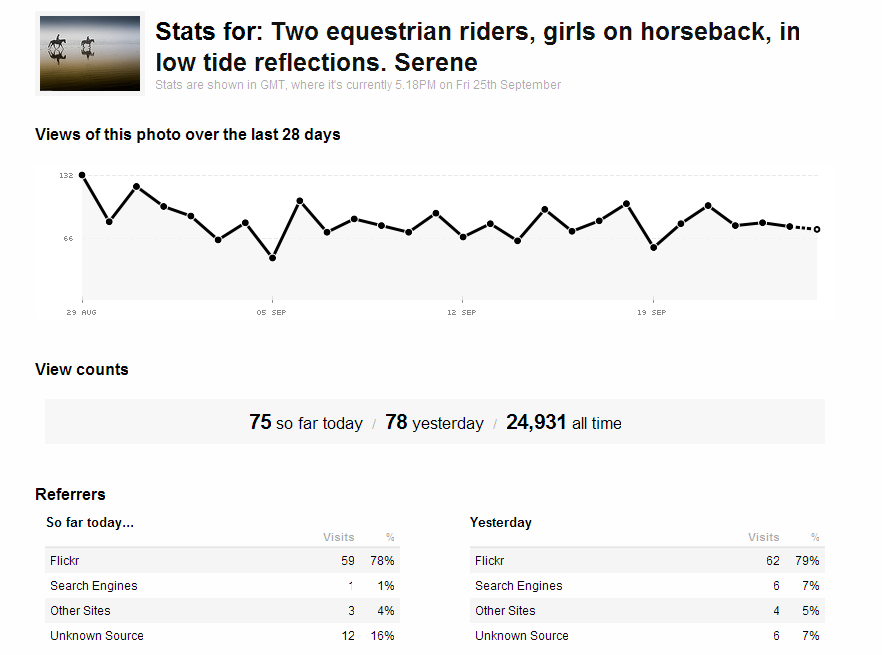 Stats for: Two equestrian riders, girls on horseback, in
low tide reflections. Serene
Stats are shown in GMT, where it's currently 5.18PM on Fri 25th September
Views of this photo over the last 28 days
132
66
29 AUG 05 SEP 12 SEP 19 SEP
View counts
75 so far today / 78 yesterday / 24,931 all time
Referrers
So far today...
Visits %
Flickr 59 78%
Search Engines 1 1%
Other Sites 3 4%
Unknown Source 12 16%
Yesterday
Visits %
Flickr 62 79%
Search Engines 6 7%
Other Sites 4 5%
Unknown Source 6 7%